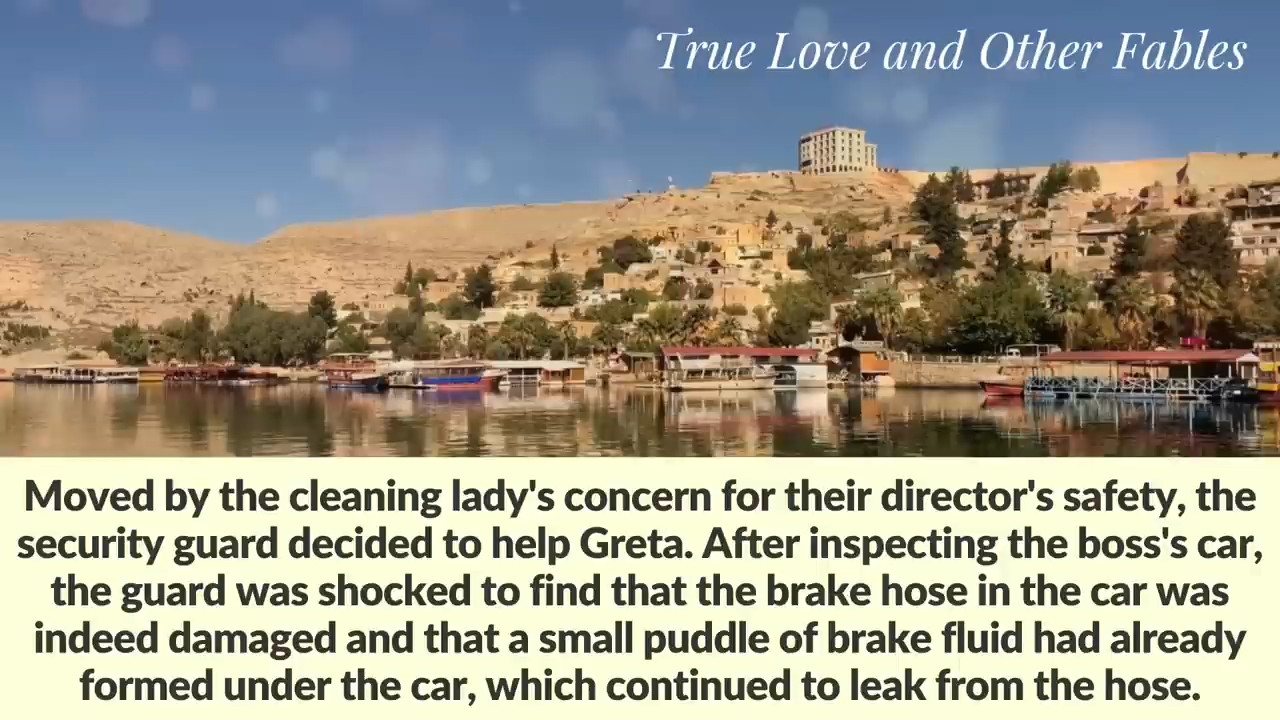 True Love and Other Fables
Moved by the cleaning lady's concern for their director's safety, the
security guard decided to help Greta. After inspecting the boss's car,
the guard was shocked to find that the brake hose in the car was
indeed damaged and that a small puddle of brake fluid had already
formed under the car, which continued to leak from the hose.